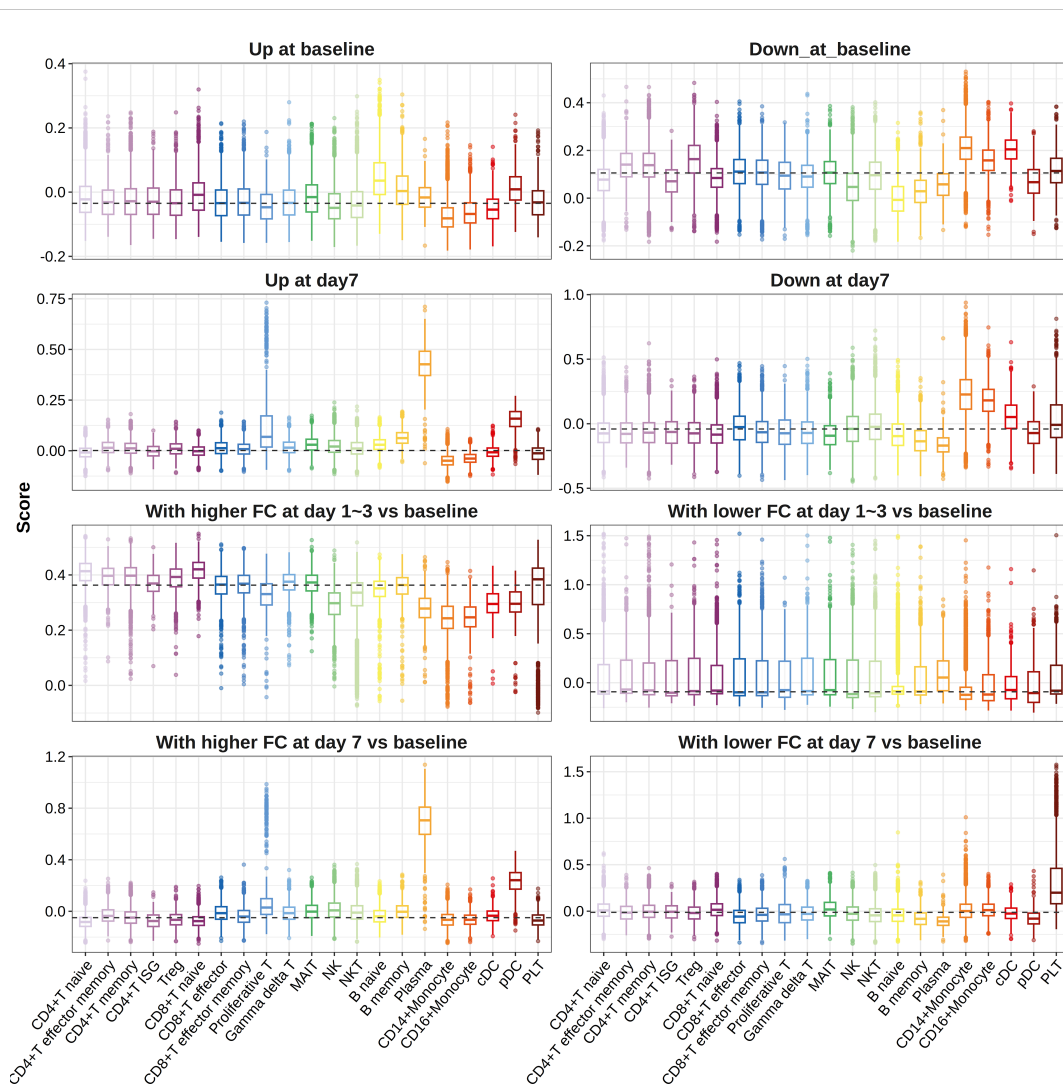 Up at baseline
Down_at_baseline
0.4
0.2
0.0
-0.2
0.4
0.2
0.0
-0.2
Up at day7
Down at day7
0.75
0.50
0.25
0.00
1.0
0.5
0.0
-0.5
Score
With higher FC at day 1~3 vs baseline
With lower FC at day 1~3 vs baseline
0.4
0.2
0.0
1.5
1.0
0.5
0.0
With higher FC at day 7 vs baseline
With lower FC at day 7 vs baseline
1.2
0.8
0.4
0.0
1.5
1.0
0.5
0.0
CD4+T naive
CD4+T effector memory
CD4+T memory
CD4+T ISG
Treg
CD8+T naive
CD8+T effector
CD8+T effector memory
Proliferative T
Gamma delta T
MAIT
NK
NKT
B naive
B memory
Plasma
CD14+Monocyte
CD16+Monocyte
cDC
pDC
PLT
CD4+T naive
CD4+T effector memory
CD4+T memory
CD4+T ISG
Treg
CD8+T naive
CD8+T effector
CD8+T effector memory
Proliferative T
Gamma delta T
MAIT
NK
NKT
B naive
B memory
Plasma
CD14+Monocyte
CD16+Monocyte
cDC
pDC
PLT